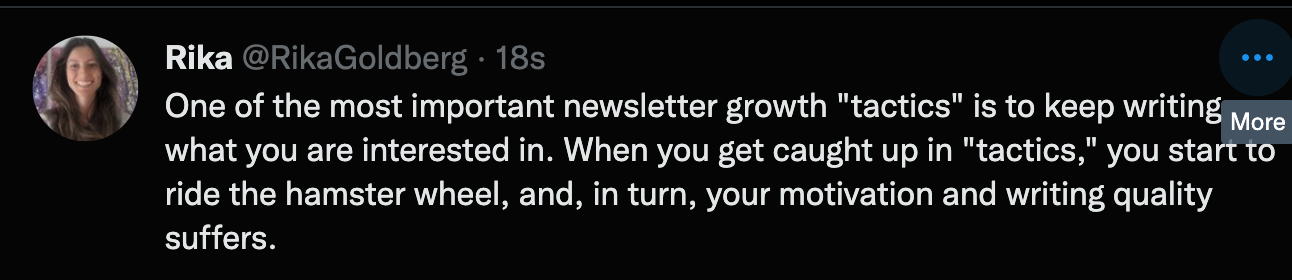 Rika @RikaGoldberg · 18s
One of the most important newsletter growth "tactics" is to keep writing
More
what you are interested in. When you get caught up in "tactics," you start to
ride the hamster wheel, and, in turn, your motivation and writing quality
suffers.